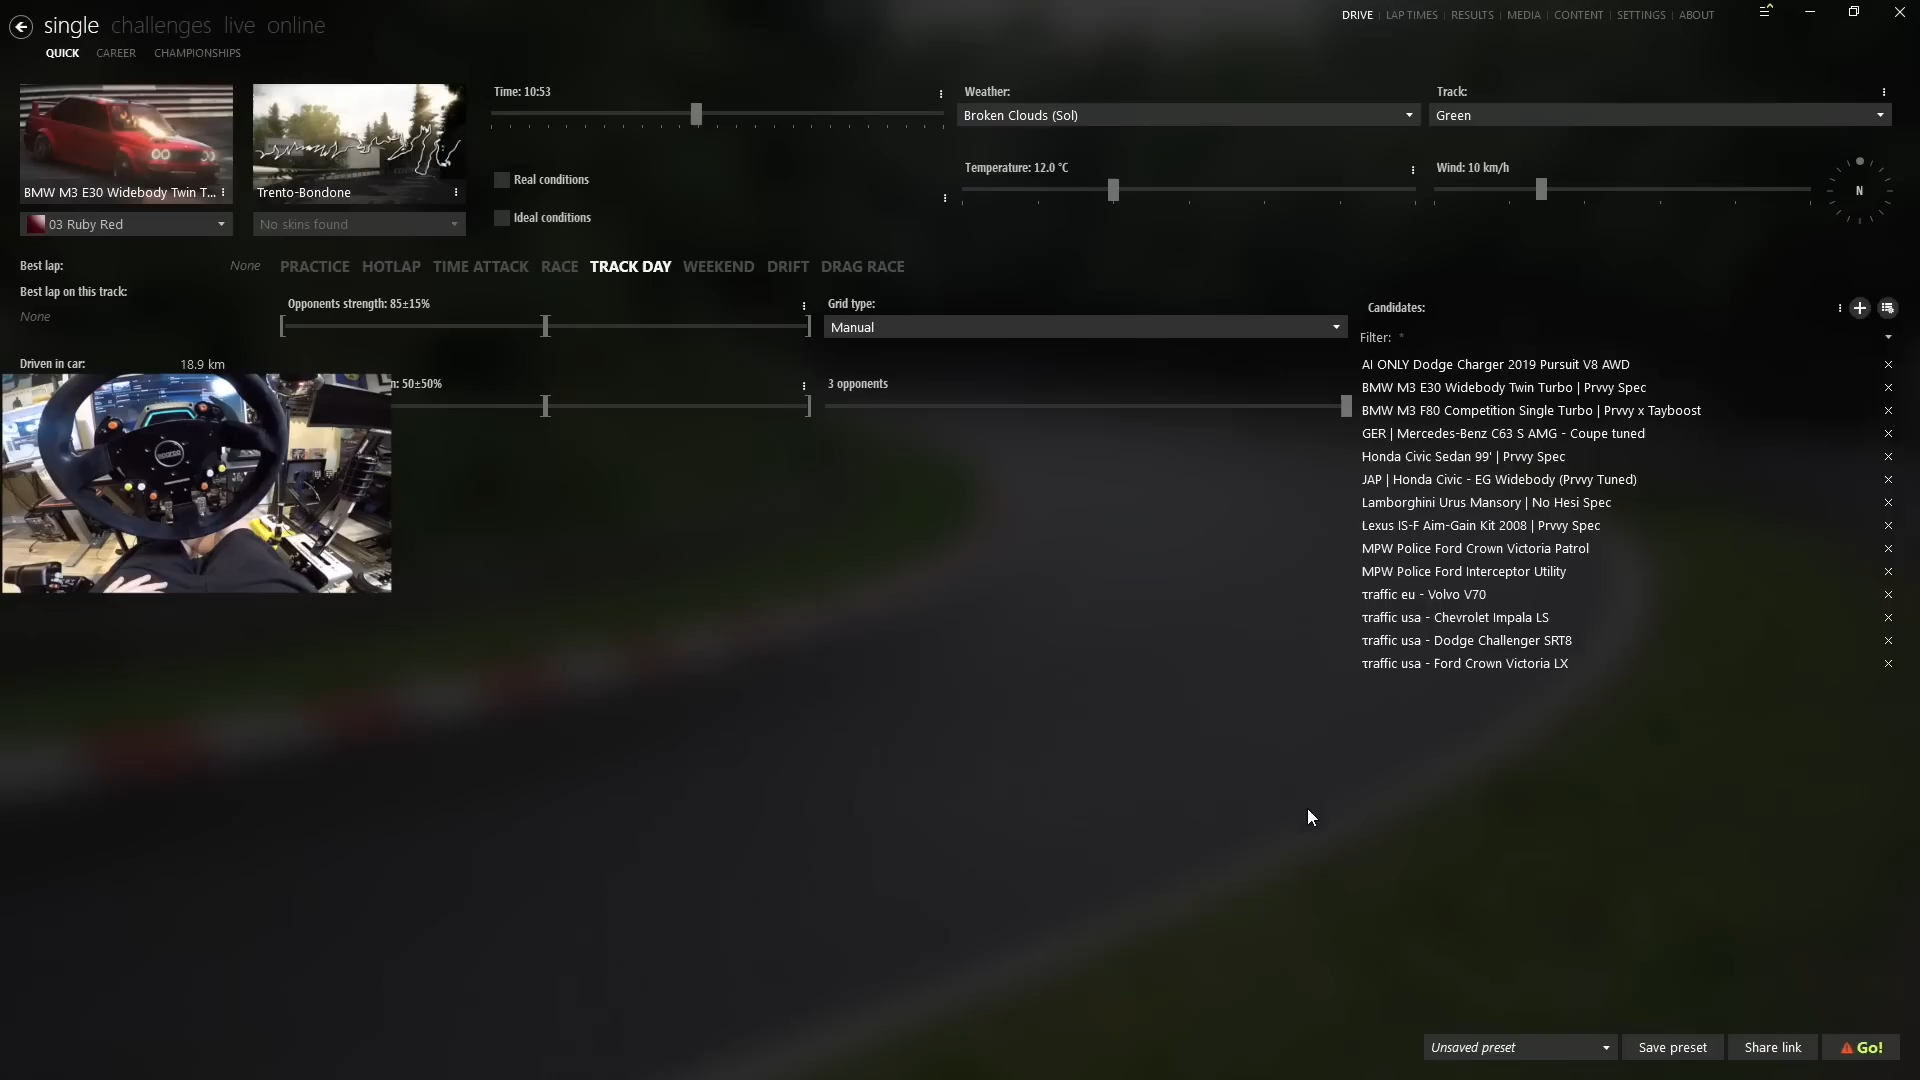 single challenges live online
DRIVE LAP TIMES RESULTS MEDIA CONTENT SETTINGS ABOUT
QUICK CAREER CHAMPIONSHIPS
Time: 10:53
Weather:
Track:
Broken Clouds (Sol)
Green
Real conditions
Temperature: 12.0 °C
Wind: 10 km/h
N
BMW M3 E30 Widebody Twin T...
Trento-Bondone
03 Ruby Red
No skins found
Ideal conditions
Best lap: None
PRACTICE HOTLAP TIME ATTACK RACE TRACK DAY WEEKEND DRIFT DRAG RACE
Best lap on this track:
None
Opponents strength: 85±15%
Grid type:
Manual
Candidates:
Filter: *
Driven in car: 18.9 km
n: 50±50%
3 opponents
AI ONLY Dodge Charger 2019 Pursuit V8 AWD
BMW M3 E30 Widebody Twin Turbo | Prvvy Spec
BMW M3 F80 Competition Single Turbo | Prvvy x Tayboost
GER | Mercedes-Benz C63 S AMG - Coupe tuned
Honda Civic Sedan 99' | Prvvy Spec
JAP | Honda Civic - EG Widebody (Prvvy Tuned)
Lamborghini Urus Mansory | No Hesi Spec
Lexus IS-F Aim-Gain Kit 2008 | Prvvy Spec
MPW Police Ford Crown Victoria Patrol
MPW Police Ford Interceptor Utility
τraffic eu - Volvo V70
τraffic usa - Chevrolet Impala LS
τraffic usa - Dodge Challenger SRT8
τraffic usa - Ford Crown Victoria LX
Unsaved preset
Save preset
Share link
Go!